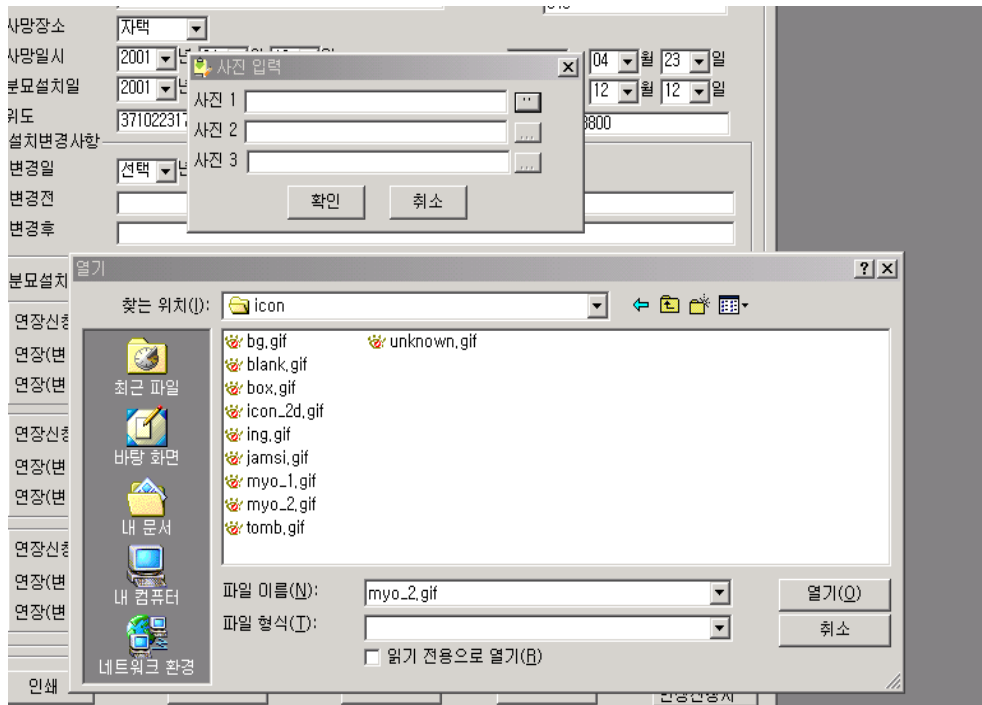 사망장소 자택
사망일시 2001 년 04 월 23 일
분묘설치일 2001 년 12 월 12 일
위도 371022317 3800
설치변경사항
변경일 선택 년
변경전
변경후
사진 입력
사진 1 ..
사진 2 ...
사진 3 ...
확인 취소
분묘설치
연장신청
연장(변
연장(변
연장신청
연장(변
연장(변
연장신청
연장(변
연장(변
인쇄
열기
찾는 위치(I): icon
최근 파일
바탕 화면
내 문서
내 컴퓨터
네트워크 환경
bg.gif
blank.gif
box.gif
icon_2d.gif
ing.gif
jamsi.gif
myo_1.gif
myo_2.gif
tomb.gif
unknown.gif
파일 이름(N): myo_2.gif 열기(O)
파일 형식(T): 취소
읽기 전용으로 열기(R)